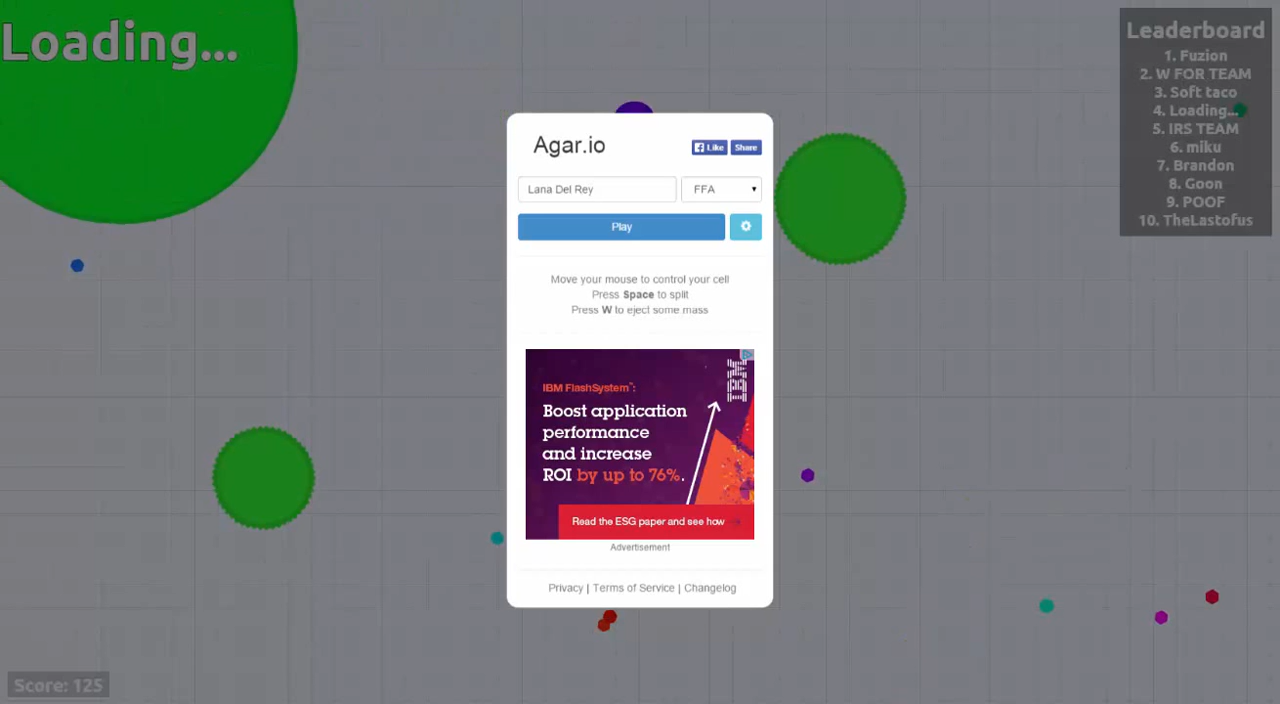 Loading...
Leaderboard
1. Fuzion
2. W FOR TEAM
3. Soft taco
4. Loading...
5. IRS TEAM
6. miku
7. Brandon
8. Goon
9. POOF
10. TheLastofus
Agar.io
Like Share
Lana Del Rey FFA
Play
Move your mouse to control your cell
Press Space to split
Press W to eject some mass
IBM
IBM FlashSystem™:
Boost application
performance
and increase
ROI by up to 76%.
Read the ESG paper and see how →
Advertisement
Privacy | Terms of Service | Changelog
Score: 125